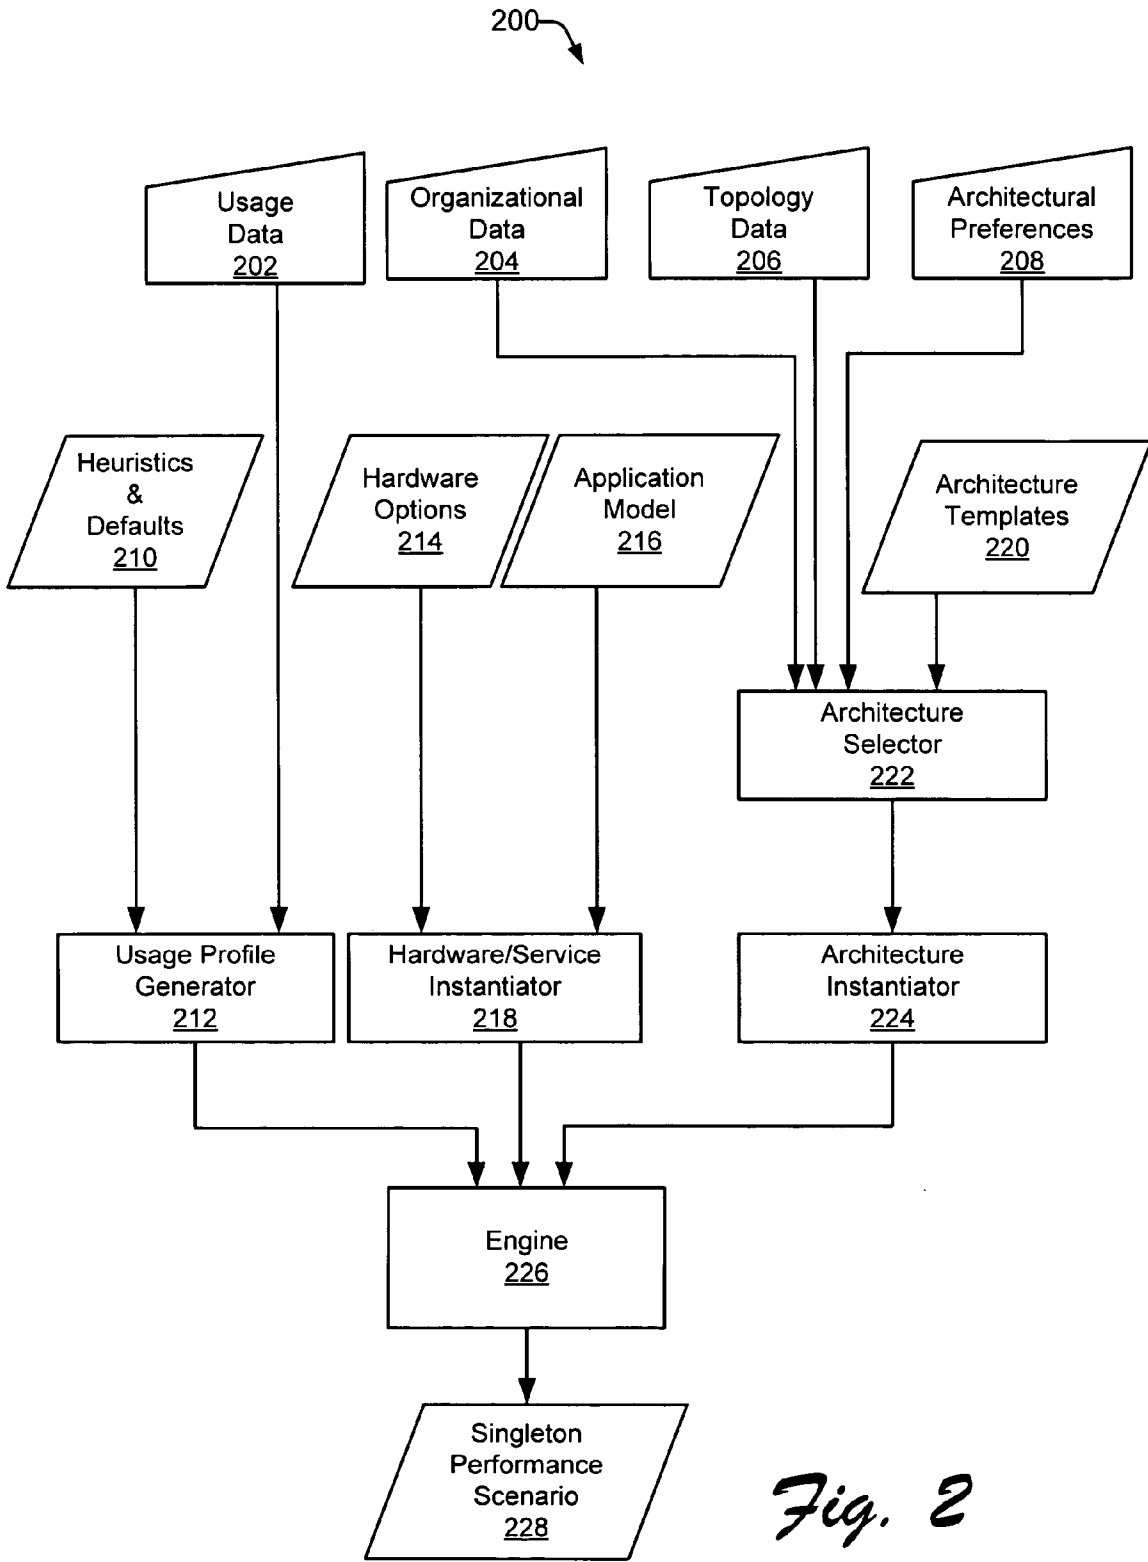 200
Usage
Data
202
Organizational
Data
204
Topology
Data
206
Architectural
Preferences
208
Heuristics
&
Defaults
210
Hardware
Options
214
Application
Model
216
Architecture
Templates
220
Architecture
Selector
222
Usage Profile
Generator
212
Hardware/Service
Instantiator
218
Architecture
Instantiator
224
Engine
226
Singleton
Performance
Scenario
228
Fig. 2